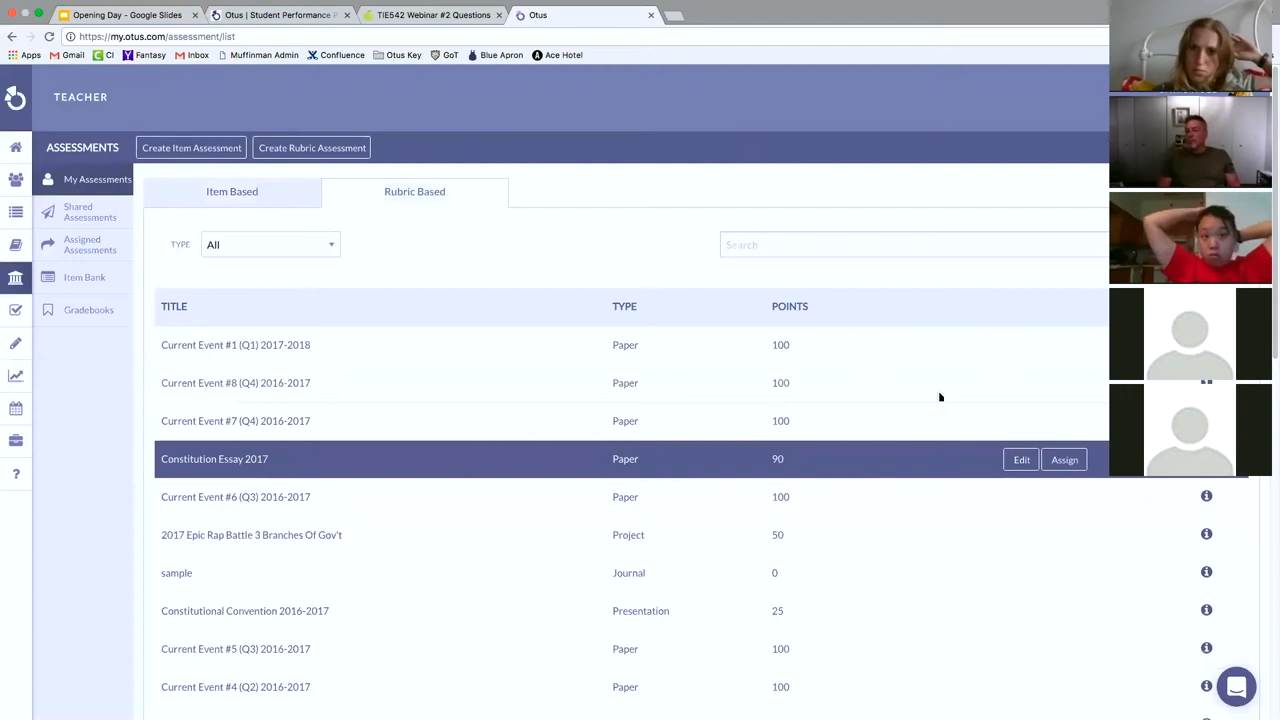 Opening Day - Google Slides
Otus | Student Performance P
TIE542 Webinar #2 Questions
Otus
https://my.otus.com/assessment/list
Apps
Gmail
CI
Yantasy
Inbox
Muffinman Admin
Confluence
Otus Key
GoT
Blue Apron
Ace Hotel
TEACHER
ASSESSMENTS
Create Item Assessment
Create Rubric Assessment
My Assessments
Shared
Assessments
Assigned
Assessments
Item Bank
Gradebooks
Item Based
Rubric Based
TYPE
All
Search
TITLE TYPE POINTS
Current Event #1 (Q1) 2017-2018 Paper 100
Current Event #8 (Q4) 2016-2017 Paper 100
Current Event #7 (Q4) 2016-2017 Paper 100
Constitution Essay 2017 Paper 90 Edit Assign
Current Event #6 (Q3) 2016-2017 Paper 100
2017 Epic Rap Battle 3 Branches Of Gov't Project 50
sample Journal 0
Constitutional Convention 2016-2017 Presentation 25
Current Event #5 (Q3) 2016-2017 Paper 100
Current Event #4 (Q2) 2016-2017 Paper 100